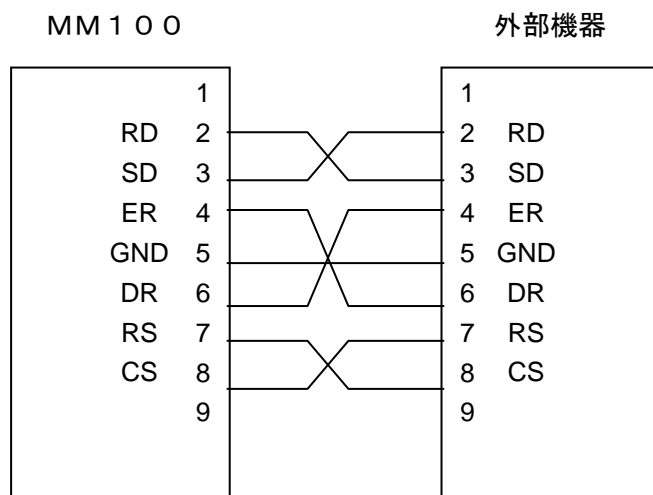 MM100 外部機器
1 1
RD 2 2 RD
SD 3 3 SD
ER 4 4 ER
GND 5 5 GND
DR 6 6 DR
RS 7 7 RS
CS 8 8 CS
9 9